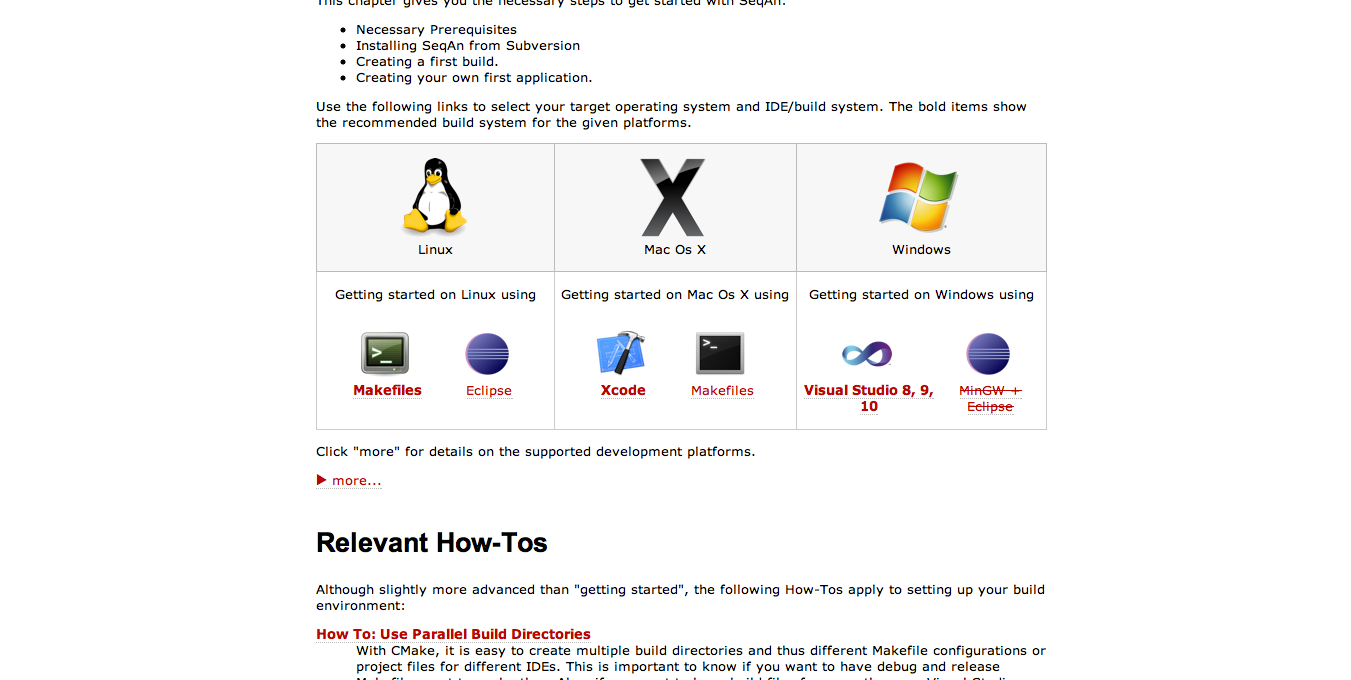 This chapter gives you the necessary steps to get started with SeqAn.
Necessary Prerequisites
Installing SeqAn from Subversion
Creating a first build.
Creating your own first application.
Use the following links to select your target operating system and IDE/build system. The bold items show
the recommended build system for the given platforms.
Linux
Mac Os X
Windows
Getting started on Linux using
Getting started on Mac Os X using
Getting started on Windows using
Makefiles
Eclipse
Xcode
Makefiles
Visual Studio 8, 9,
10
MinGW +
Eclipse
Click "more" for details on the supported development platforms.
more...
Relevant How-Tos
Although slightly more advanced than "getting started", the following How-Tos apply to setting up your build
environment:
How To: Use Parallel Build Directories
With CMake, it is easy to create multiple build directories and thus different Makefile configurations or
project files for different IDEs. This is important to know if you want to have debug and release